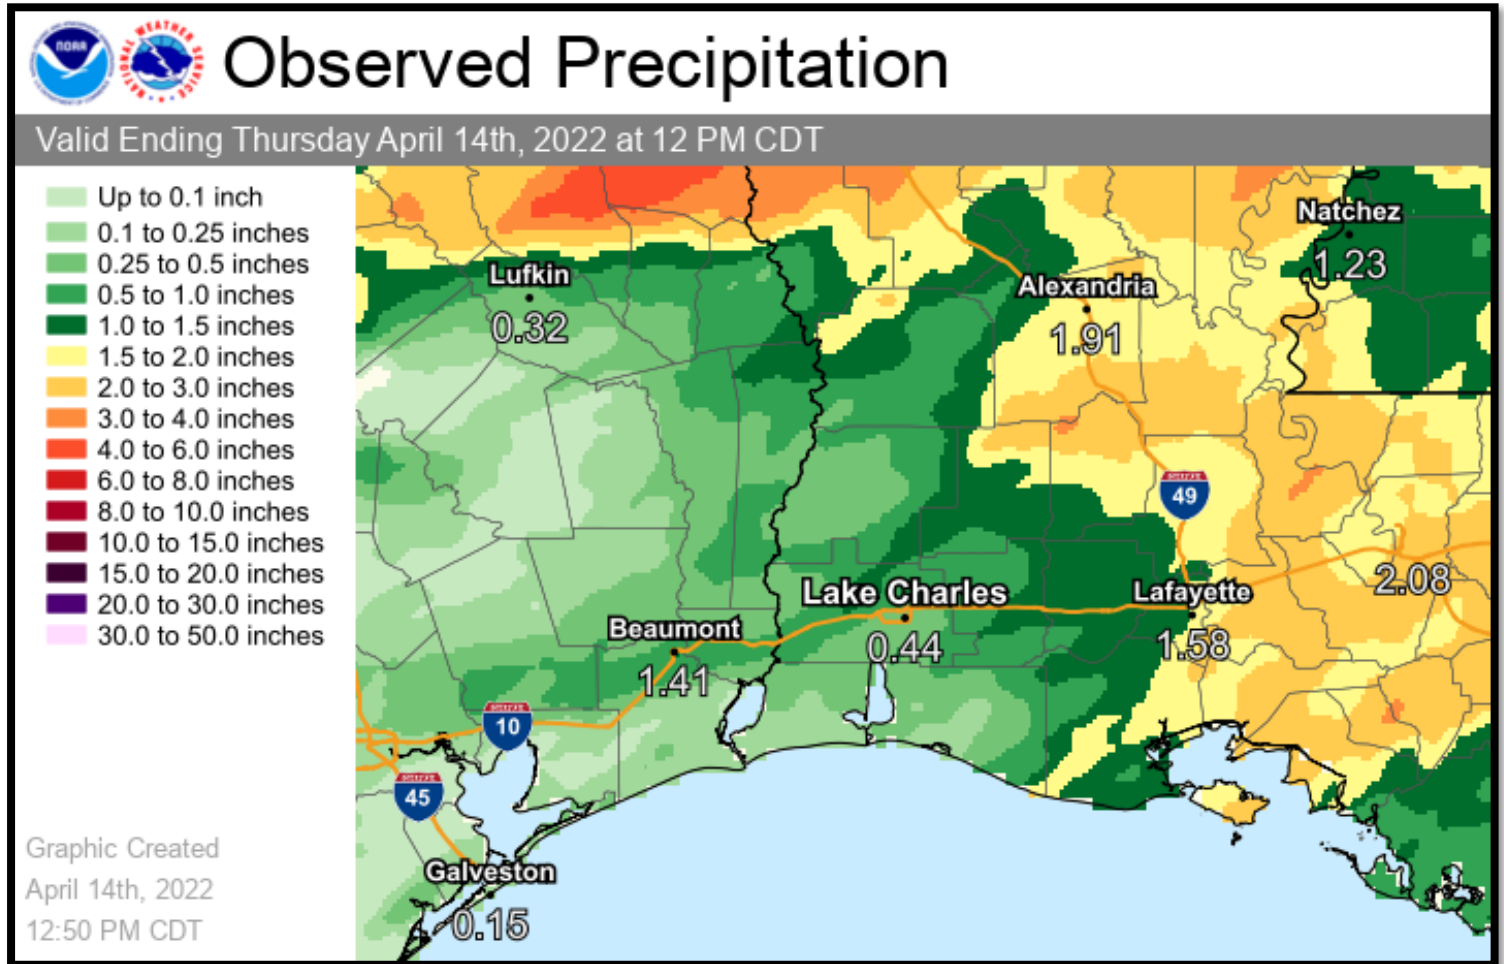 NOAA
NATIONAL WEATHER SERVICE
Observed Precipitation
Valid Ending Thursday April 14th, 2022 at 12 PM CDT
Up to 0.1 inch
0.1 to 0.25 inches
0.25 to 0.5 inches
0.5 to 1.0 inches
1.0 to 1.5 inches
1.5 to 2.0 inches
2.0 to 3.0 inches
3.0 to 4.0 inches
4.0 to 6.0 inches
6.0 to 8.0 inches
8.0 to 10.0 inches
10.0 to 15.0 inches
15.0 to 20.0 inches
20.0 to 30.0 inches
30.0 to 50.0 inches
Graphic Created
April 14th, 2022
12:50 PM CDT
Natchez
1.23
Lufkin
0.32
Alexandria
1.91
49
2.08
Lake Charles
0.44
Lafayette
1.58
Beaumont
1.41
10
45
Galveston
0.15